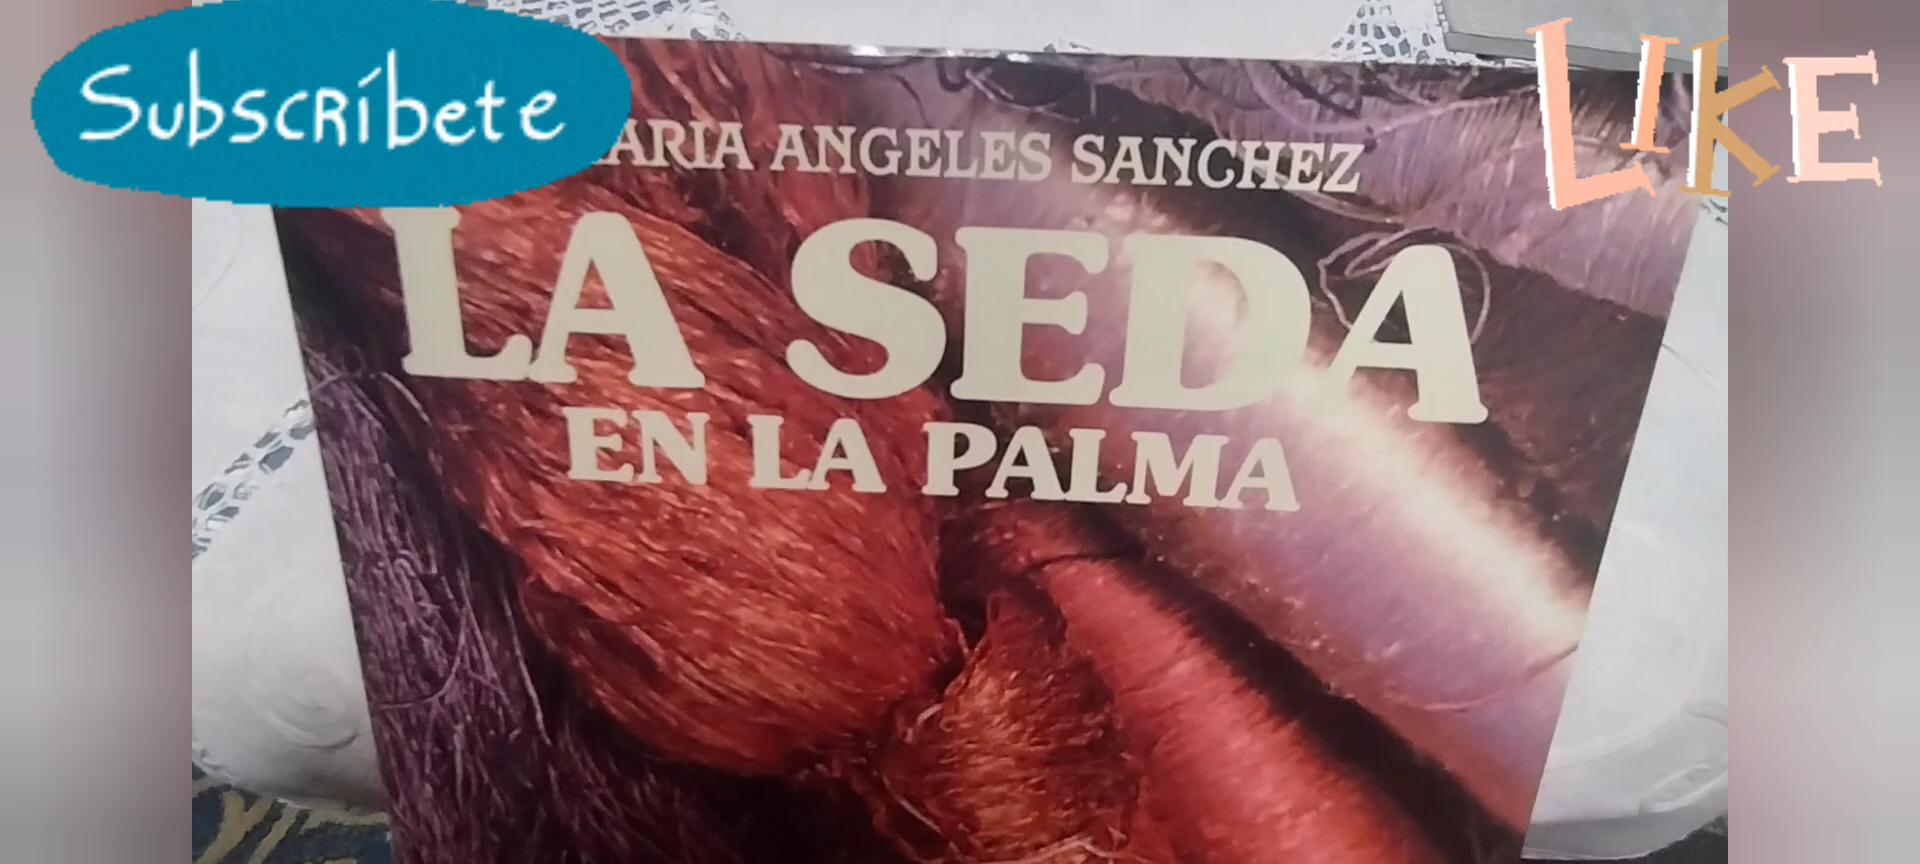 Subscríbete
LIKE
ARIA ANGELES SANCHEZ
LA SEDA
EN LA PALMA